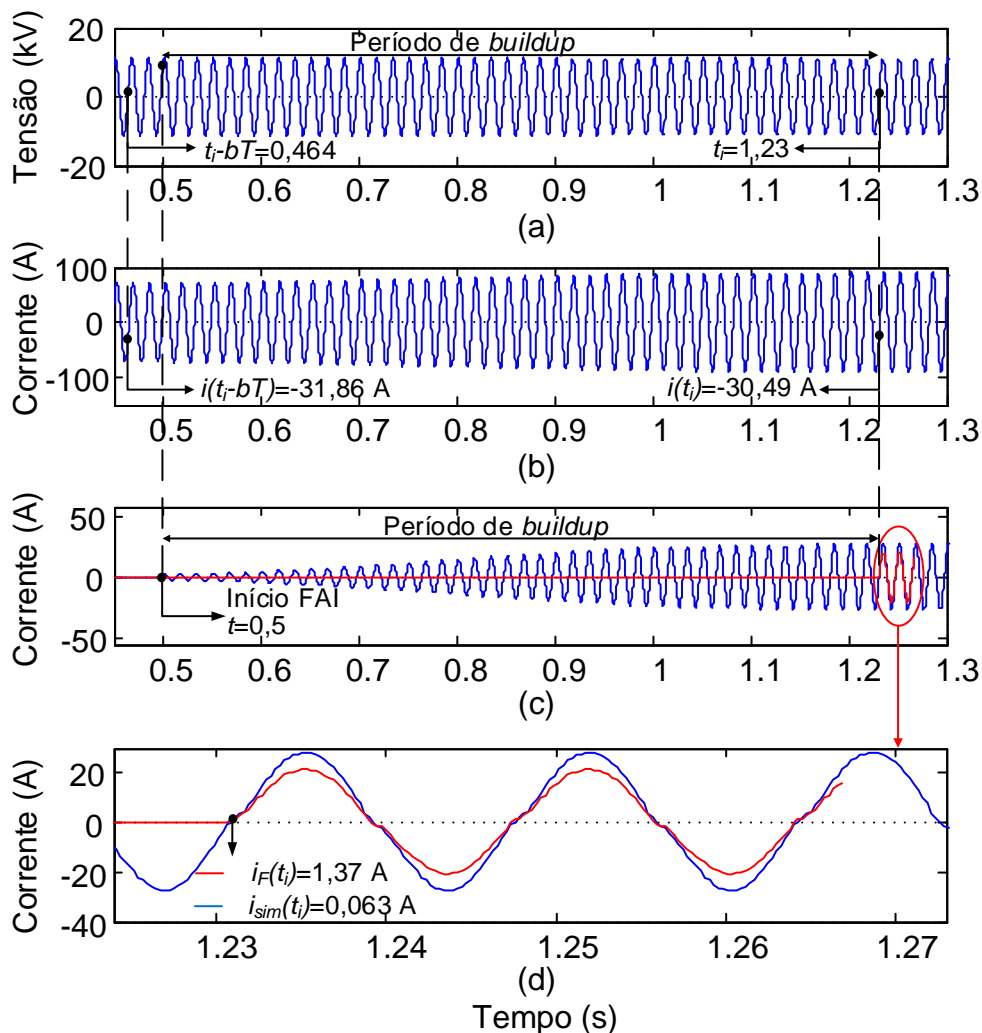 Tensão (kV)
20
0
-20
Período de buildup
tᵢ-bT=0,464
tᵢ=1,23
0.5 0.6 0.7 0.8 0.9 1 1.1 1.2 1.3
(a)
Corrente (A)
100
0
-100
i(tᵢ-bT)=-31,86 A
i(tᵢ)=-30,49 A
0.5 0.6 0.7 0.8 0.9 1 1.1 1.2 1.3
(b)
Corrente (A)
50
0
-50
Período de buildup
Início FAI
t=0,5
0.5 0.6 0.7 0.8 0.9 1 1.1 1.2 1.3
(c)
Corrente (A)
20
0
-20
-40
i_F(tᵢ)=1,37 A
i_sim(tᵢ)=0,063 A
1.23 1.24 1.25 1.26 1.27
(d)
Tempo (s)